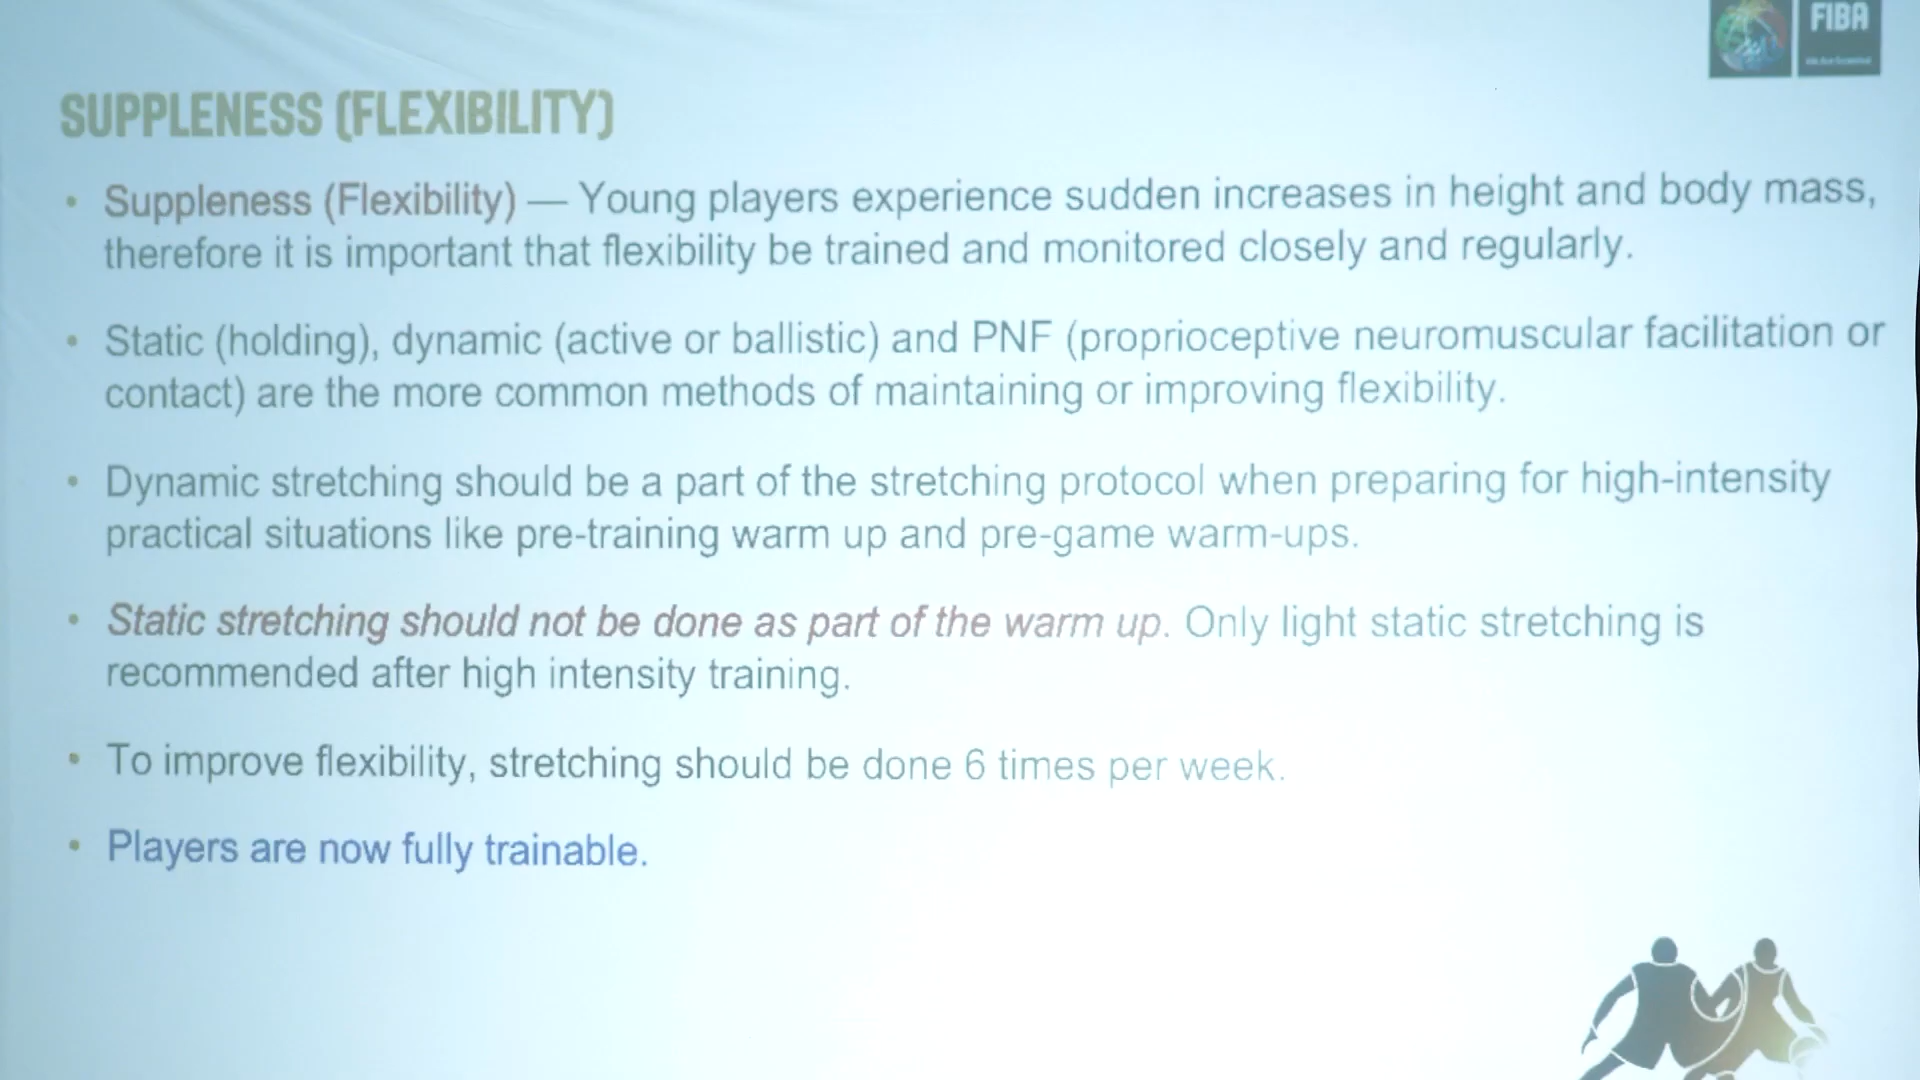 FIBA
SUPPLENESS (FLEXIBILITY)
• Suppleness (Flexibility) — Young players experience sudden increases in height and body mass,
therefore it is important that flexibility be trained and monitored closely and regularly.
• Static (holding), dynamic (active or ballistic) and PNF (proprioceptive neuromuscular facilitation or
contact) are the more common methods of maintaining or improving flexibility.
• Dynamic stretching should be a part of the stretching protocol when preparing for high-intensity
practical situations like pre-training warm up and pre-game warm-ups.
• Static stretching should not be done as part of the warm up. Only light static stretching is
recommended after high intensity training.
• To improve flexibility, stretching should be done 6 times per week.
• Players are now fully trainable.